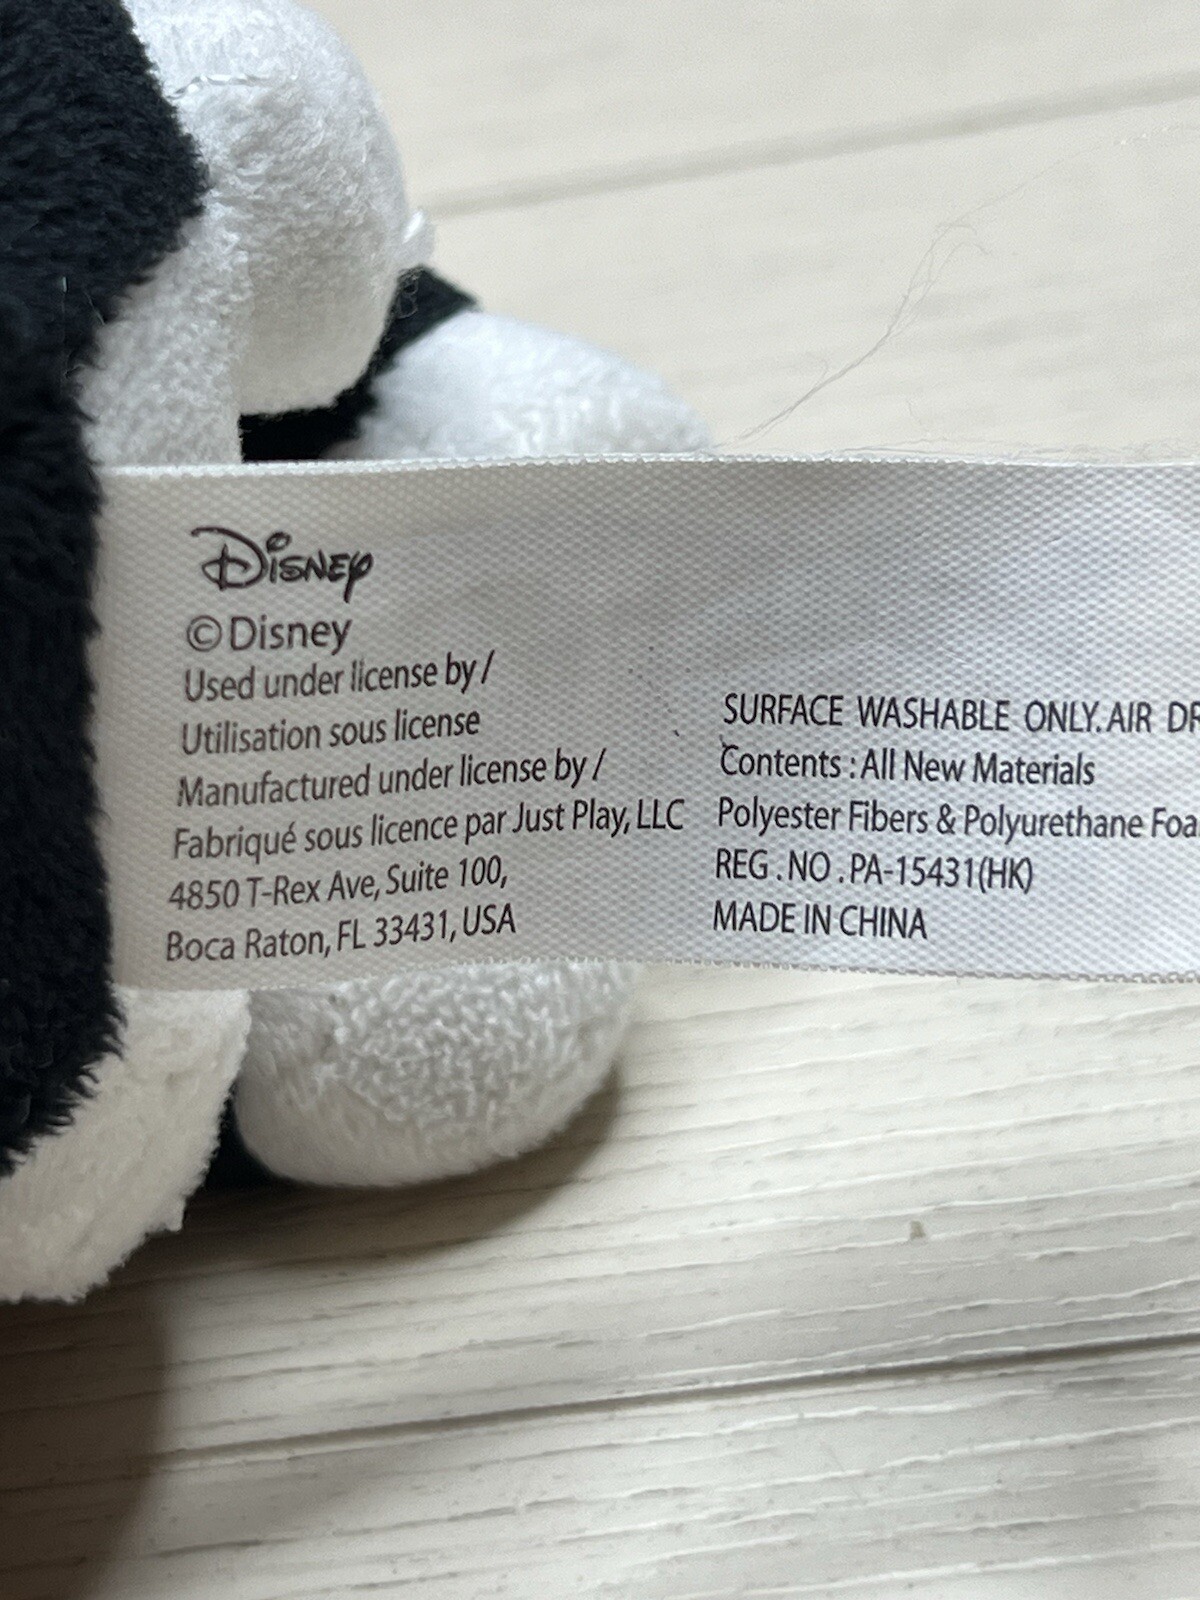 Disney
©Disney
Used under license by /
Utilisation sous license
Manufactured under license by /
Fabriqué sous licence par Just Play, LLC
4850 T-Rex Ave, Suite 100,
Boca Raton, FL 33431, USA
SURFACE WASHABLE ONLY. AIR
Contents : All New Materials
Polyester Fibers & Polyurethane
REG . NO . PA-15431(HK)
MADE IN CHINA